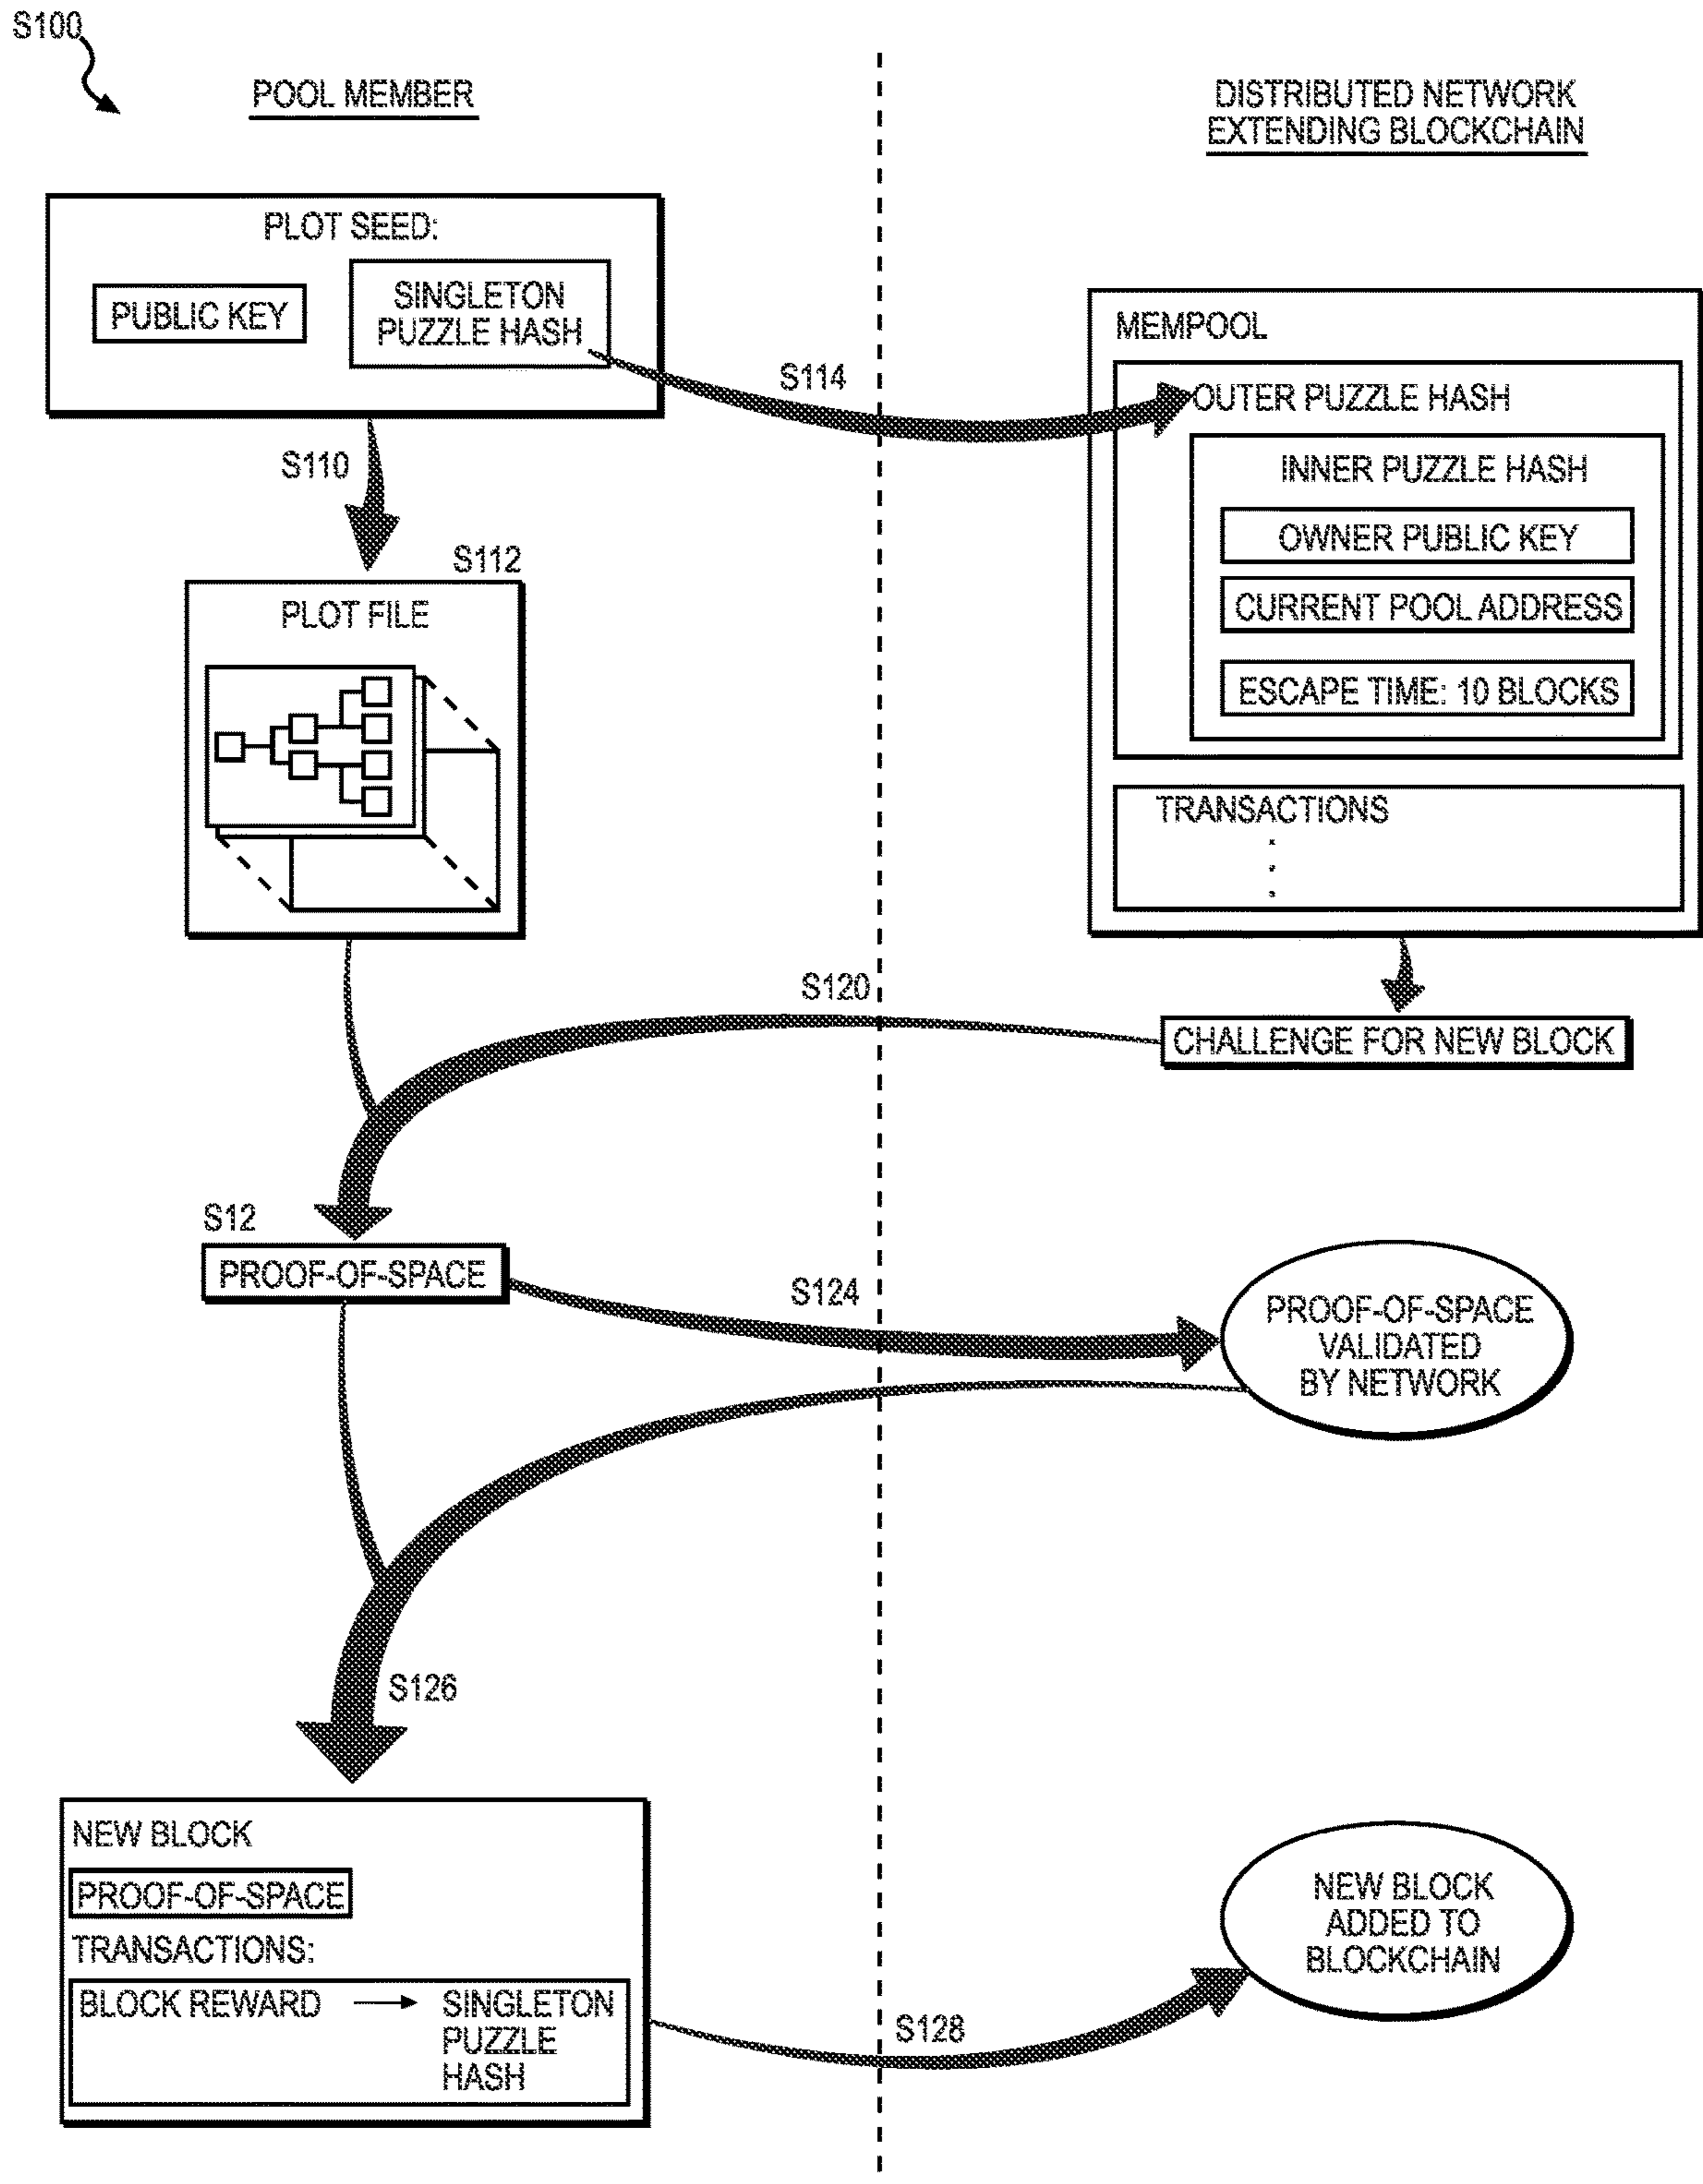 S100
POOL MEMBER
DISTRIBUTED NETWORK
EXTENDING BLOCKCHAIN
PLOT SEED:
PUBLIC KEY
SINGLETON
PUZZLE HASH
S114
MEMPOOL
OUTER PUZZLE HASH
INNER PUZZLE HASH
OWNER PUBLIC KEY
CURRENT POOL ADDRESS
ESCAPE TIME: 10 BLOCKS
TRANSACTIONS
S110
S112
PLOT FILE
S120
CHALLENGE FOR NEW BLOCK
S12
PROOF-OF-SPACE
S124
PROOF-OF-SPACE
VALIDATED
BY NETWORK
S126
NEW BLOCK
PROOF-OF-SPACE
TRANSACTIONS:
BLOCK REWARD → SINGLETON
PUZZLE
HASH
S128
NEW BLOCK
ADDED TO
BLOCKCHAIN